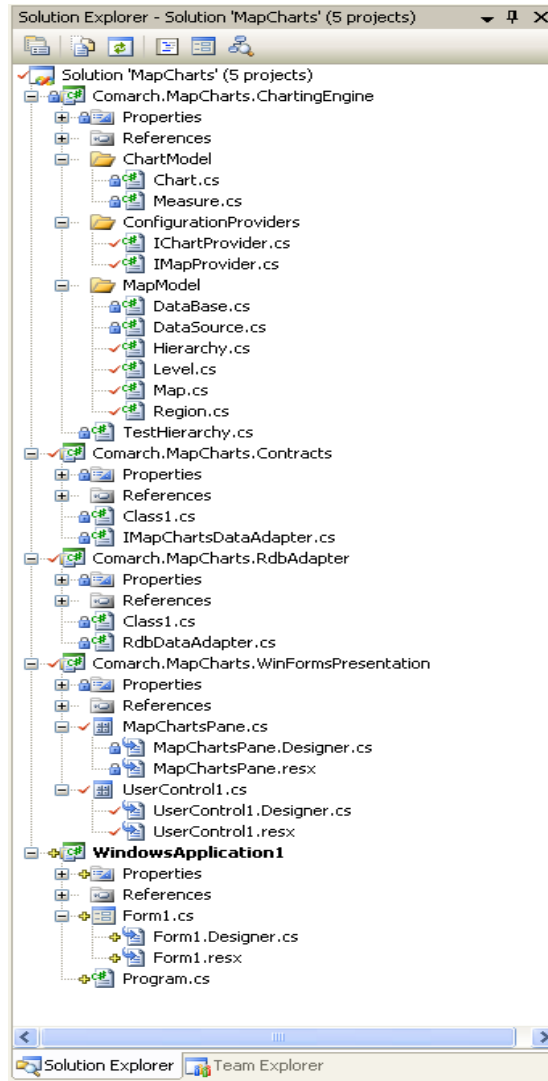 Solution Explorer - Solution 'MapCharts' (5 projects)
Solution 'MapCharts' (5 projects)
Comarch.MapCharts.ChartingEngine
Properties
References
ChartModel
Chart.cs
Measure.cs
ConfigurationProviders
IChartProvider.cs
IMapProvider.cs
MapModel
DataBase.cs
DataSource.cs
Hierarchy.cs
Level.cs
Map.cs
Region.cs
TestHierarchy.cs
Comarch.MapCharts.Contracts
Properties
References
Class1.cs
IMapChartsDataAdapter.cs
Comarch.MapCharts.RdbAdapter
Properties
References
Class1.cs
RdbDataAdapter.cs
Comarch.MapCharts.WinFormsPresentation
Properties
References
MapChartsPane.cs
MapChartsPane.Designer.cs
MapChartsPane.resx
UserControl1.cs
UserControl1.Designer.cs
UserControl1.resx
WindowsApplication1
Properties
References
Form1.cs
Form1.Designer.cs
Form1.resx
Program.cs
Solution Explorer Team Explorer